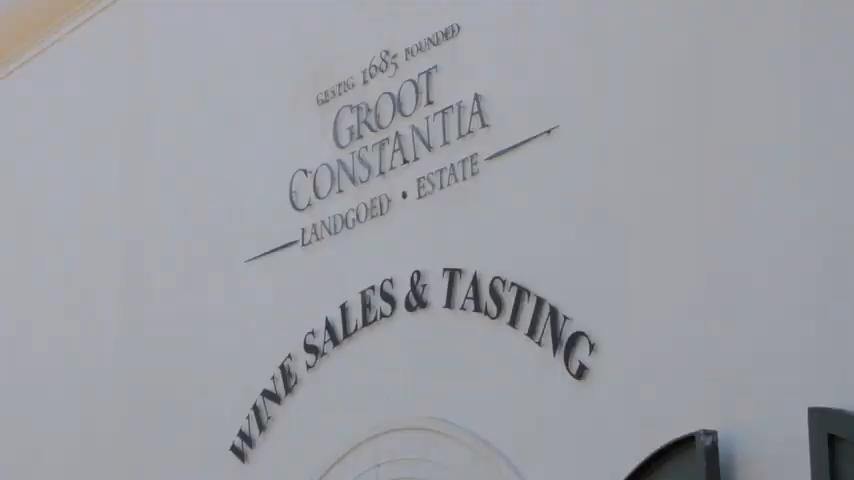 GESTIG 1685 FOUNDED
GROOT
CONSTANTIA
LANDGOED • ESTATE
WINE SALES & TASTING